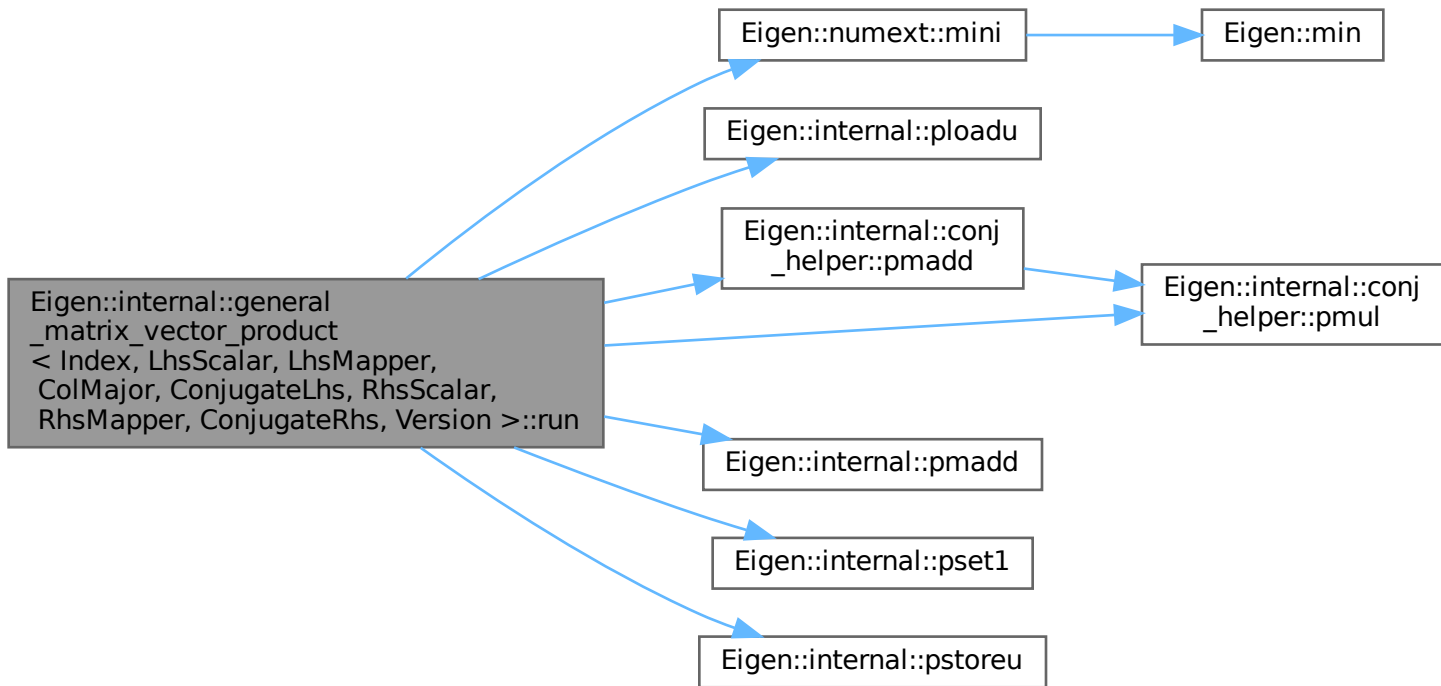 Eigen::numext::mini
Eigen::min
Eigen::internal::ploadu
Eigen::internal::conj
_helper::pmadd
Eigen::internal::conj
_helper::pmul
Eigen::internal::general
_matrix_vector_product
< Index, LhsScalar, LhsMapper,
ColMajor, ConjugateLhs, RhsScalar,
RhsMapper, ConjugateRhs, Version >::run
Eigen::internal::pmadd
Eigen::internal::pset1
Eigen::internal::pstoreu